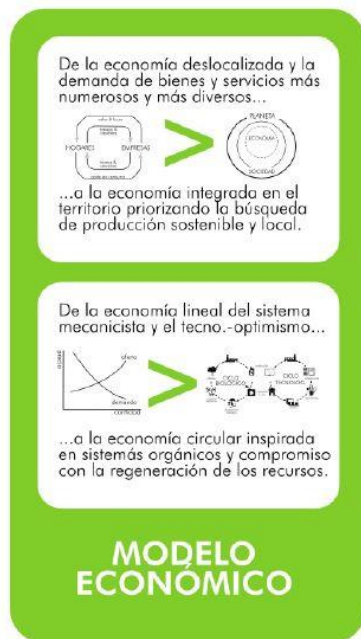 De la economía deslocalizada y la
demanda de bienes y servicios más
numerosos y más diversos...
PLANETA
HOGARES
EMPRESAS
ECONOMÍA
SOCIEDAD
...a la economía integrada en el
territorio priorizando la búsqueda
de producción sostenible y local.
De la economía lineal del sistema
mecanicista y el tecno.-optimismo...
oferta
demanda
cantidad
CICLO
BIOLÓGICO
CICLO
...a la economía circular inspirada
en sistemás orgánicos y compromiso
con la regeneración de los recursos.
MODELO
ECONÓMICO